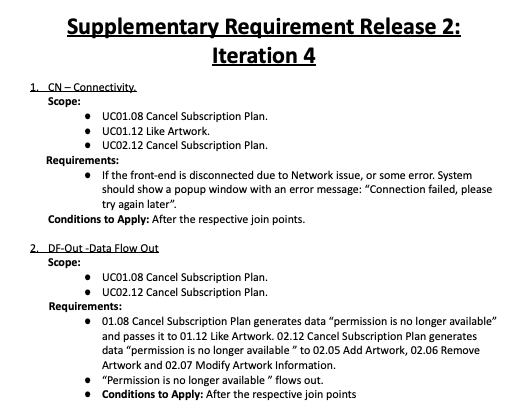 Supplementary Requirement Release 2:
Iteration 4
1. CN – Connectivity.
Scope:
● UC01.08 Cancel Subscription Plan.
● UC01.12 Like Artwork.
● UC02.12 Cancel Subscription Plan.
Requirements:
● If the front-end is disconnected due to Network issue, or some error. System
should show a popup window with an error message: “Connection failed, please
try again later”.
Conditions to Apply: After the respective join points.
2. DF-Out -Data Flow Out
Scope:
● UC01.08 Cancel Subscription Plan.
● UC02.12 Cancel Subscription Plan.
Requirements:
● 01.08 Cancel Subscription Plan generates data “permission is no longer available”
and passes it to 01.12 Like Artwork. 02.12 Cancel Subscription Plan generates
data “permission is no longer available ” to 02.05 Add Artwork, 02.06 Remove
Artwork and 02.07 Modify Artwork Information.
● “Permission is no longer available ” flows out.
● Conditions to Apply: After the respective join points